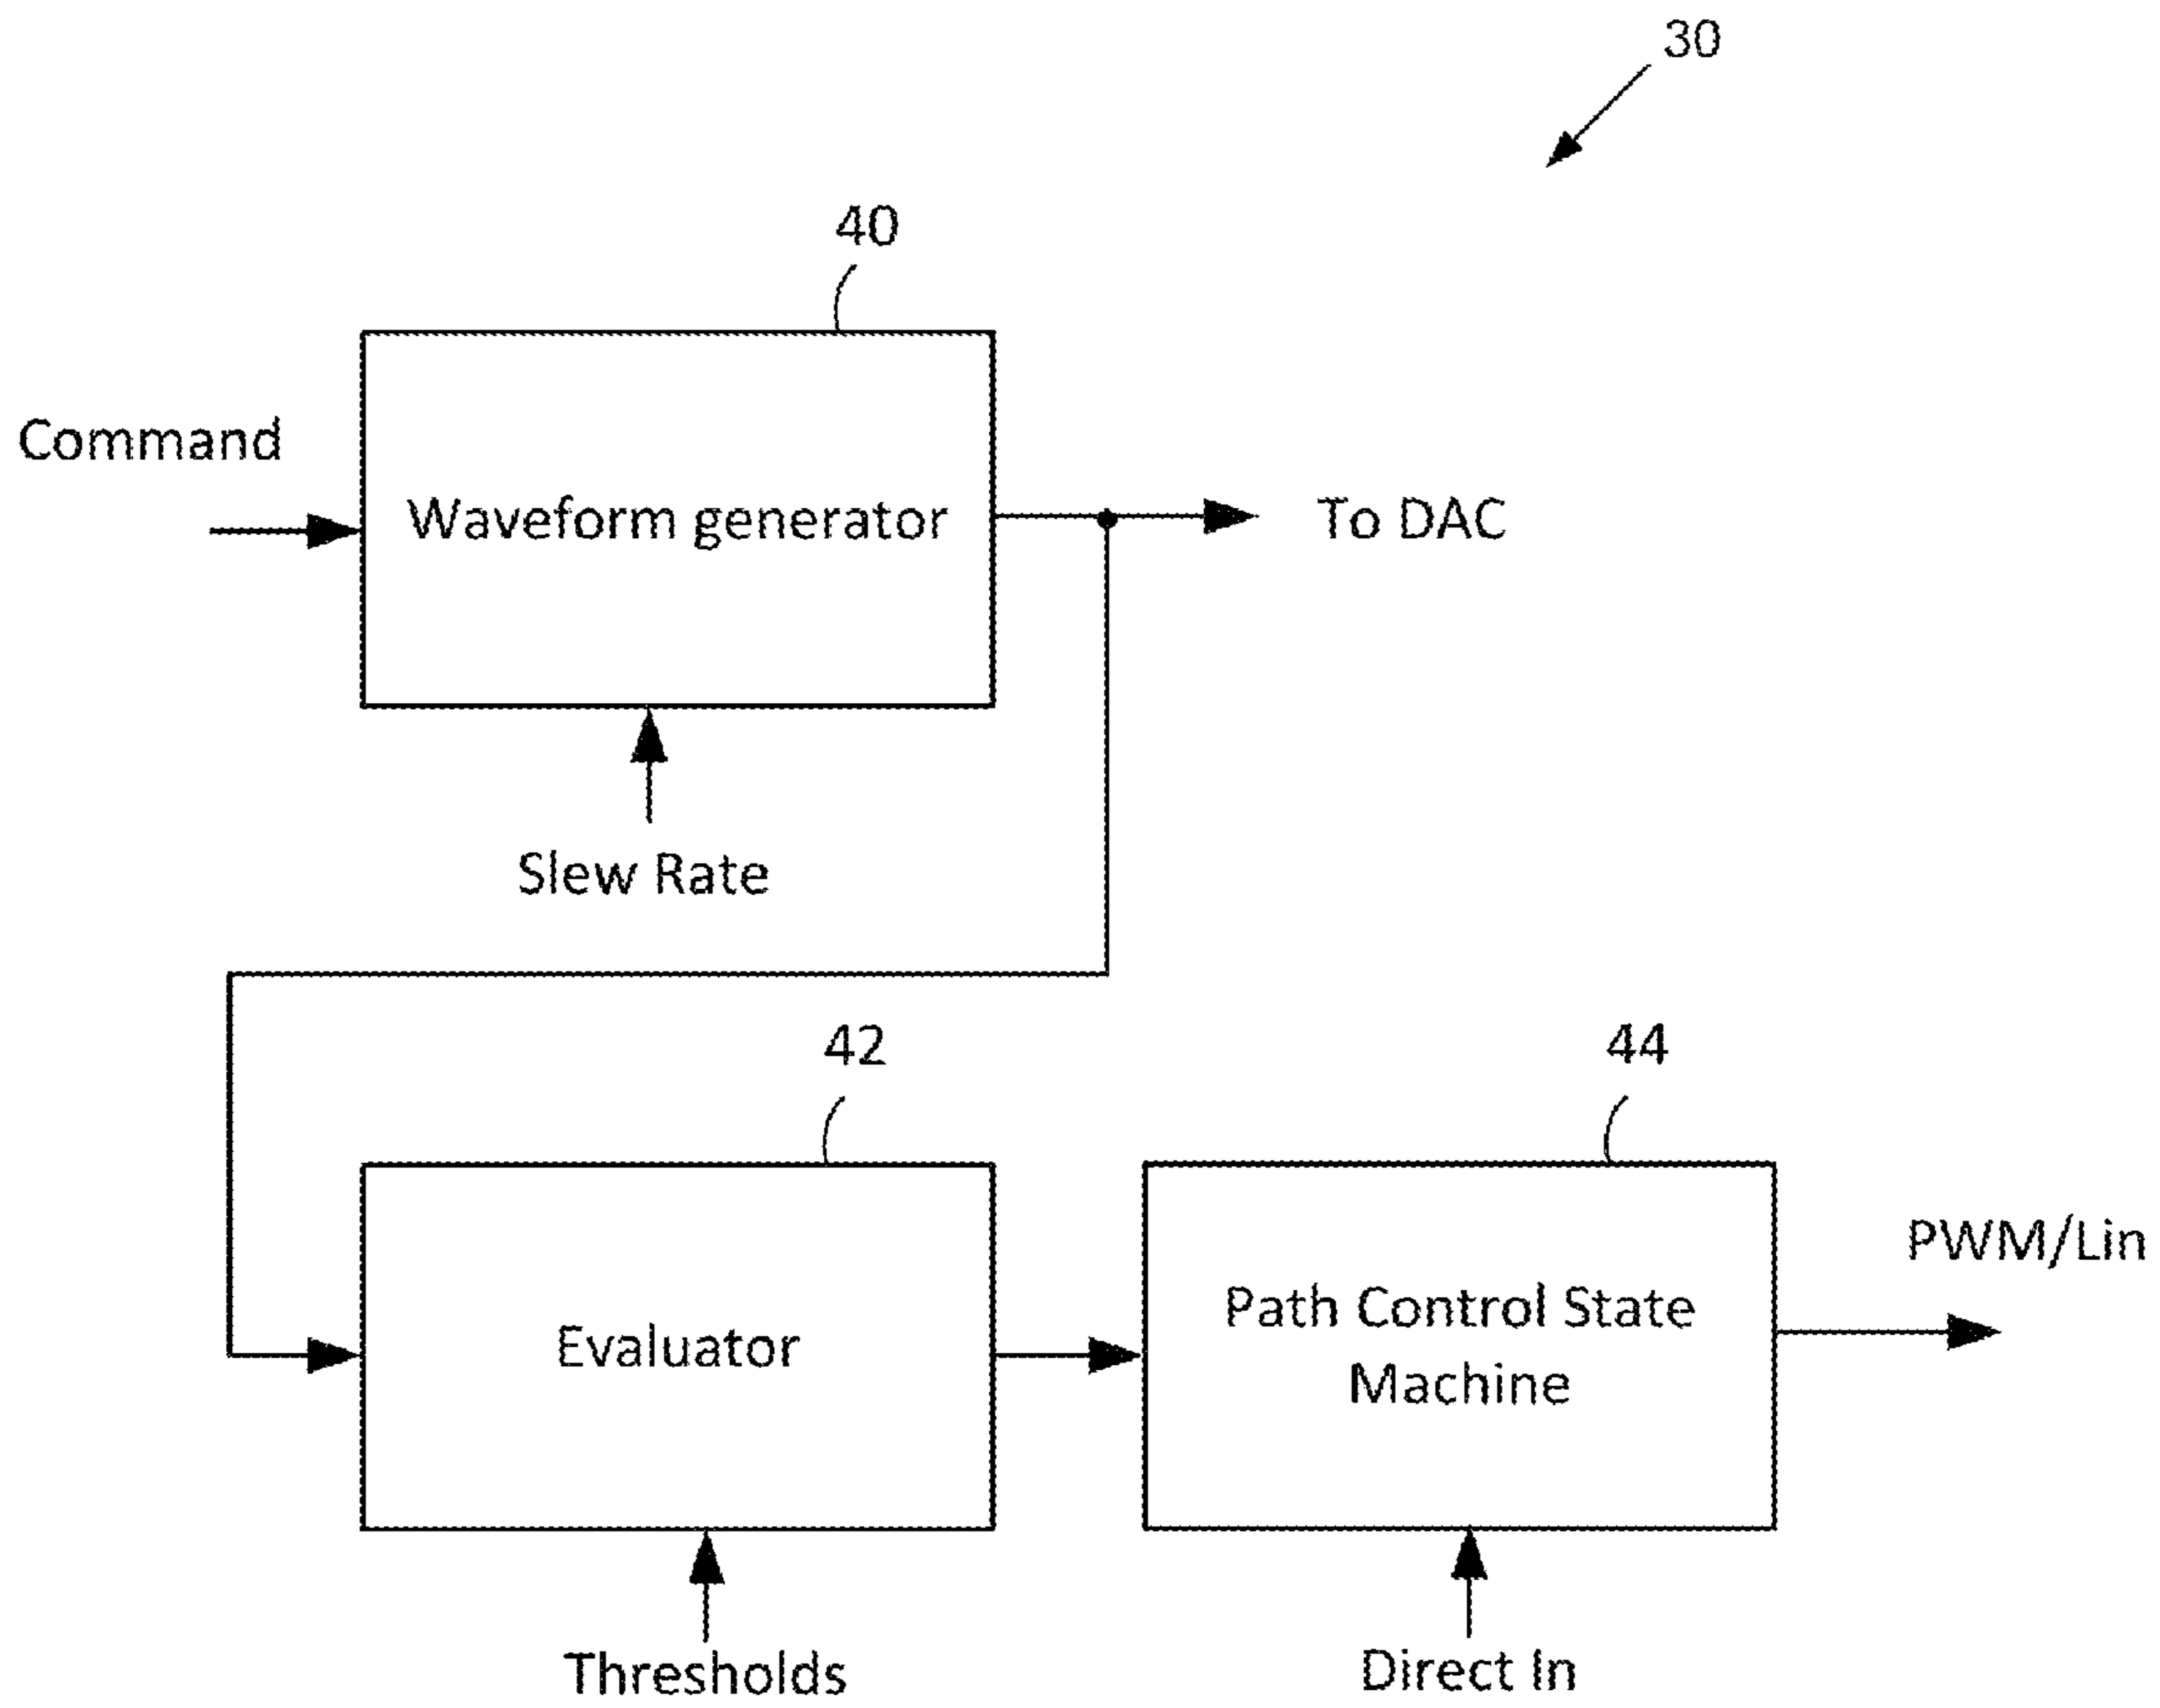 30
40
Command
Waveform generator
To DAC
Slew Rate
42
44
PWM/Lin
Evaluator
Path Control State
Machine
Thresholds
Direct In